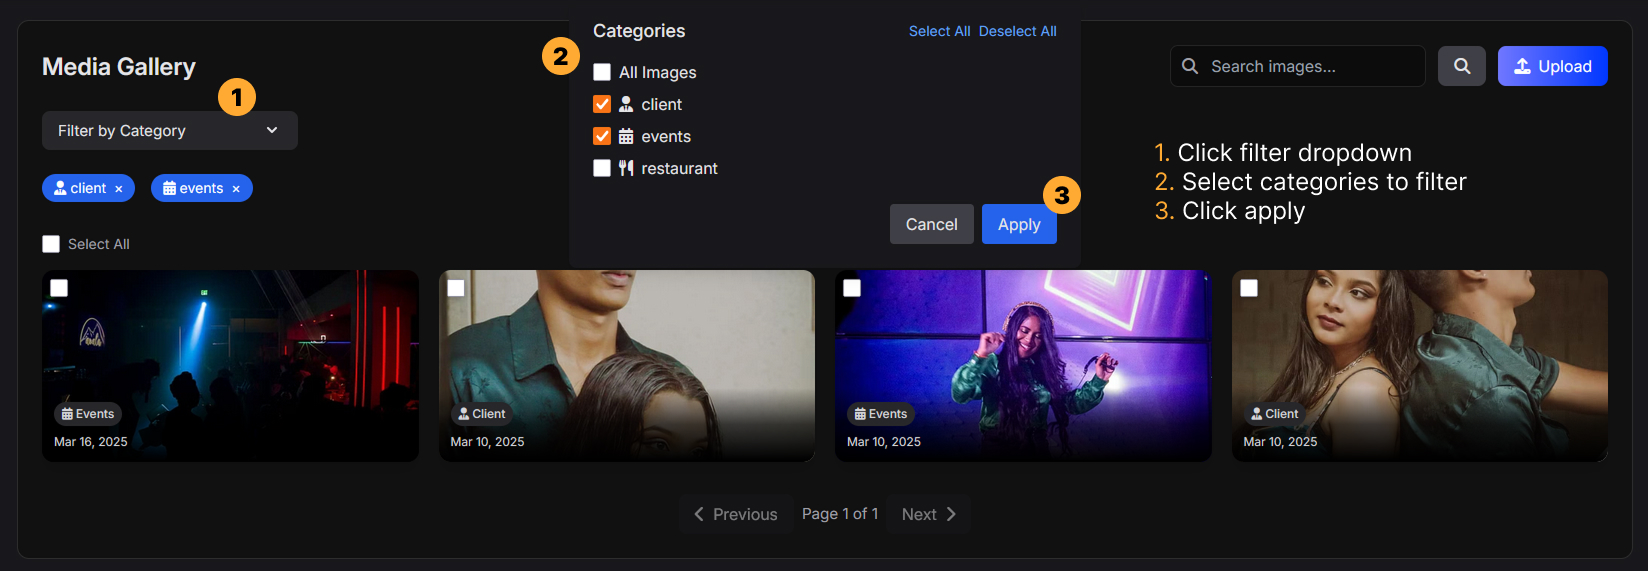 Media Gallery
1
Filter by Category
client ×
events ×
Select All
2
Categories
Select All
Deselect All
All Images
client
events
restaurant
3
Cancel
Apply
Search images...
Upload
1. Click filter dropdown
2. Select categories to filter
3. Click apply
Events
Mar 16, 2025
Client
Mar 10, 2025
Events
Mar 10, 2025
Client
Mar 10, 2025
Previous
Page 1 of 1
Next